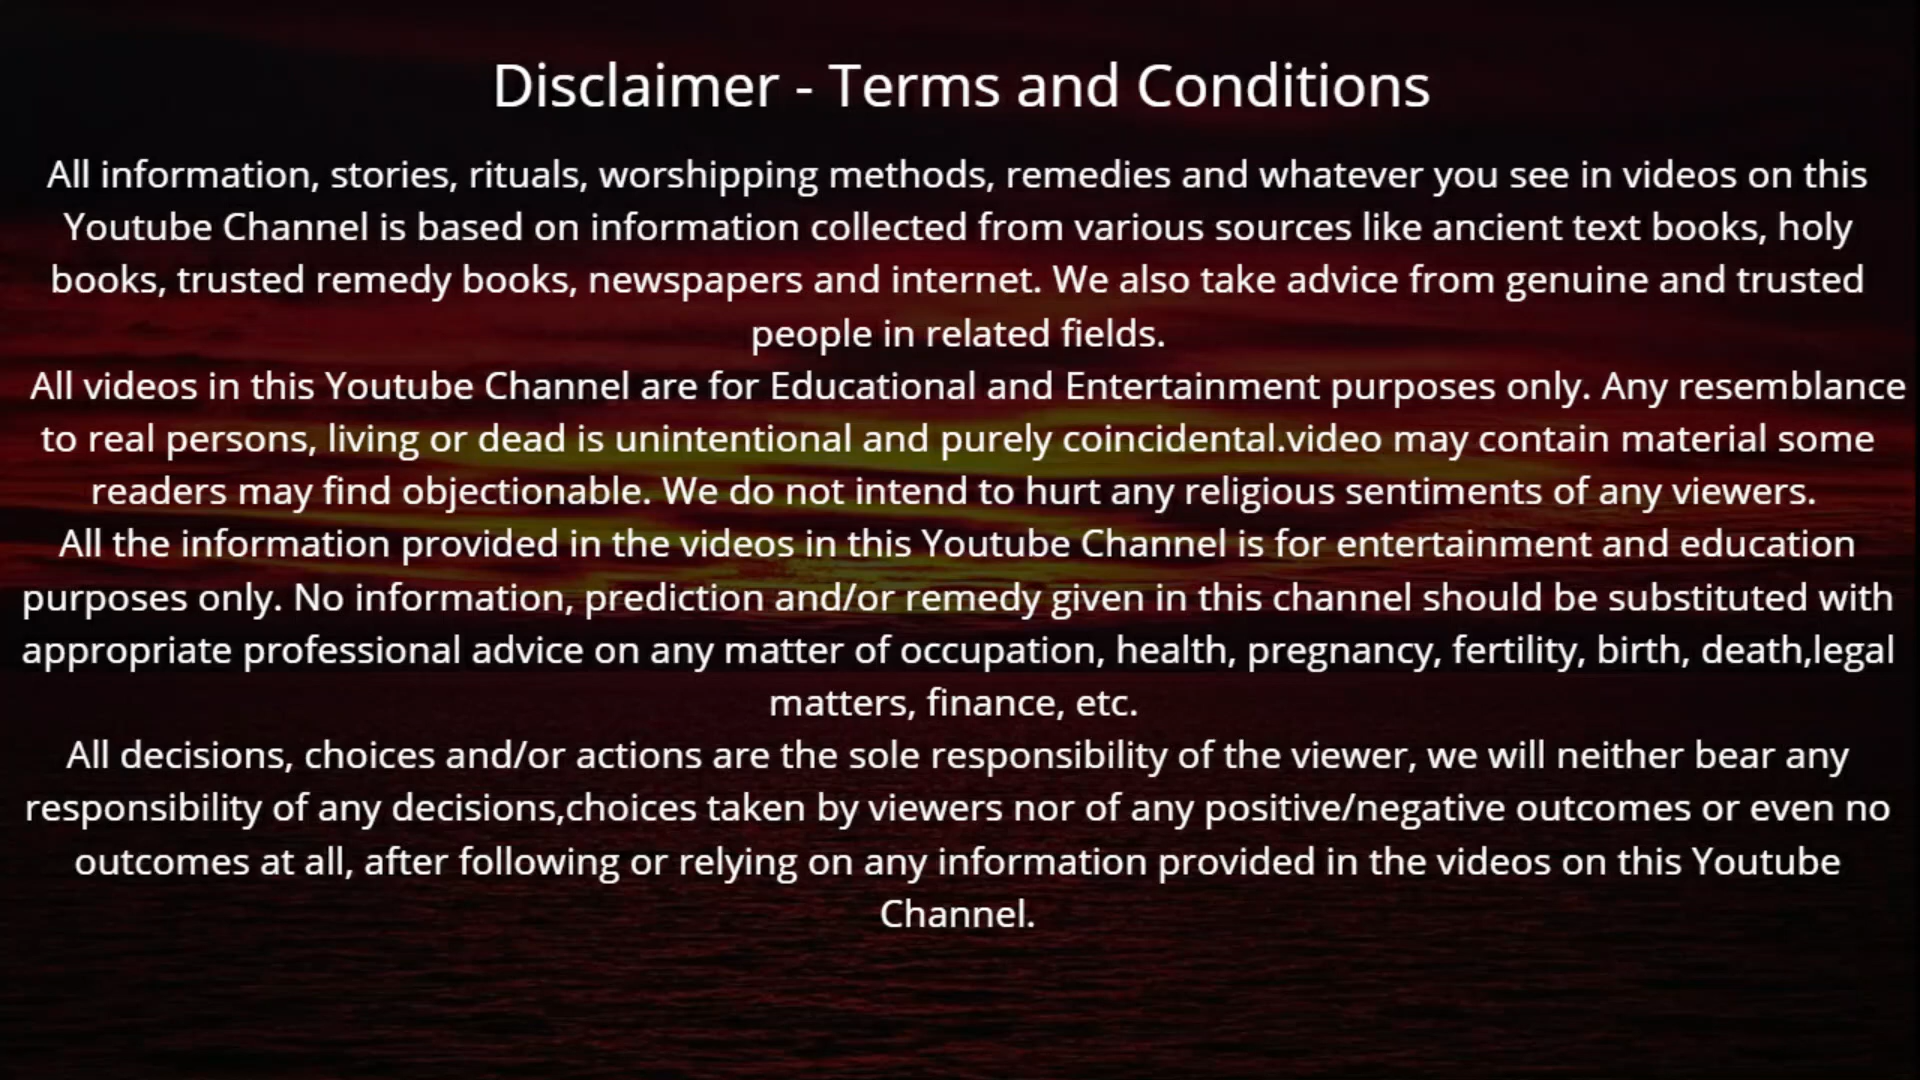 Disclaimer - Terms and Conditions
All information, stories, rituals, worshipping methods, remedies and whatever you see in videos on this
Youtube Channel is based on information collected from various sources like ancient text books, holy
books, trusted remedy books, newspapers and internet. We also take advice from genuine and trusted
people in related fields.
All videos in this Youtube Channel are for Educational and Entertainment purposes only. Any resemblance
to real persons, living or dead is unintentional and purely coincidental.video may contain material some
readers may find objectionable. We do not intend to hurt any religious sentiments of any viewers.
All the information provided in the videos in this Youtube Channel is for entertainment and education
purposes only. No information, prediction and/or remedy given in this channel should be substituted with
appropriate professional advice on any matter of occupation, health, pregnancy, fertility, birth, death,legal
matters, finance, etc.
All decisions, choices and/or actions are the sole responsibility of the viewer, we will neither bear any
responsibility of any decisions,choices taken by viewers nor of any positive/negative outcomes or even no
outcomes at all, after following or relying on any information provided in the videos on this Youtube
Channel.